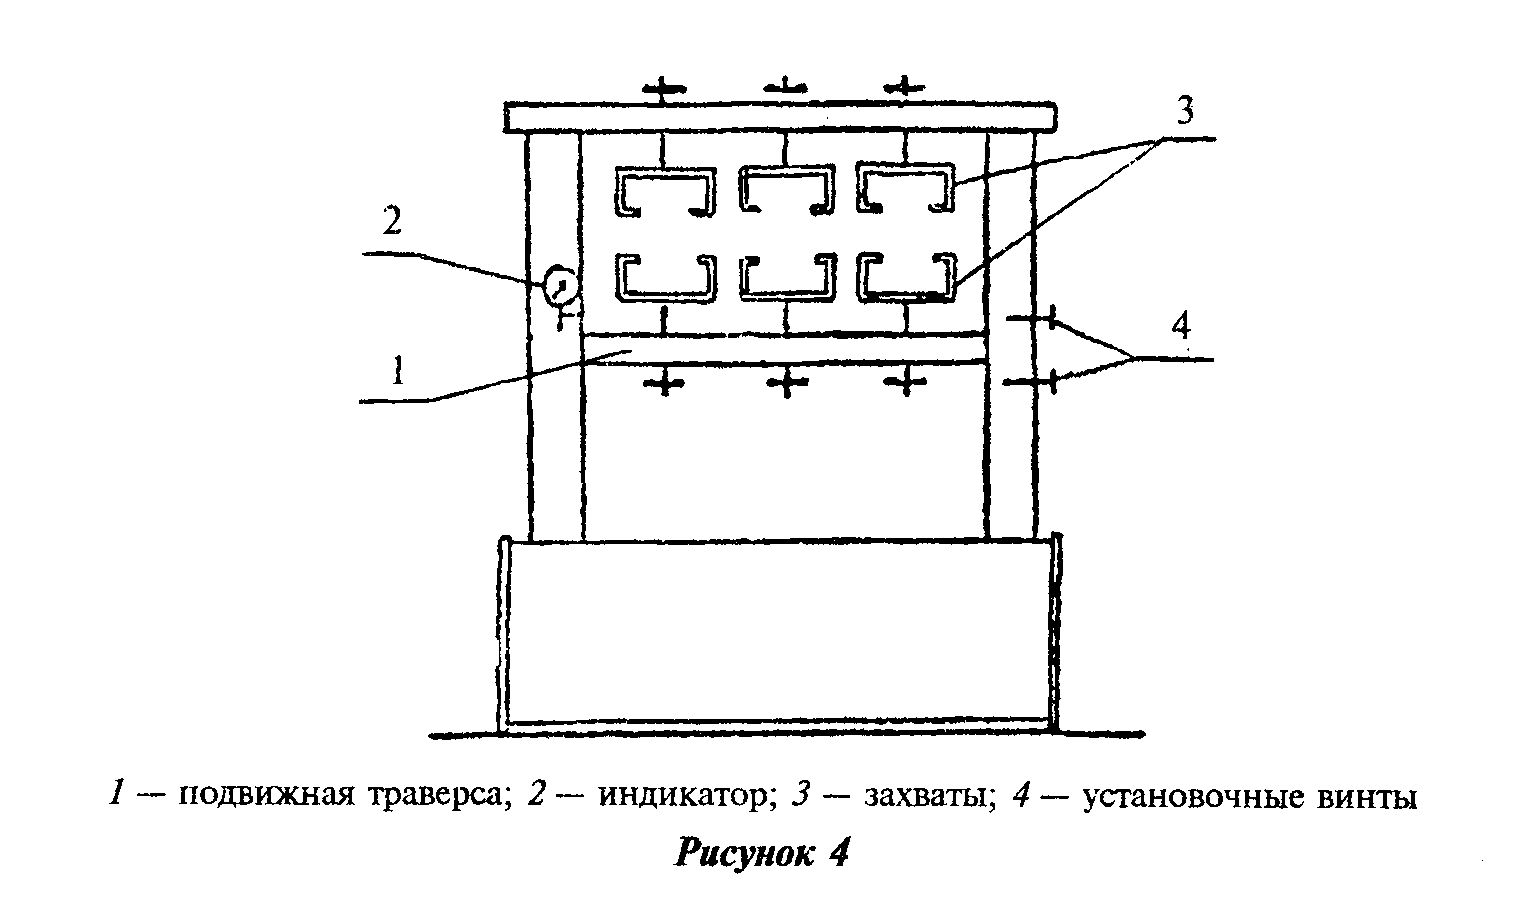 3
2
4
1
1 — подвижная траверса; 2 — индикатор; 3 — захваты; 4 — установочные винты
Рисунок 4